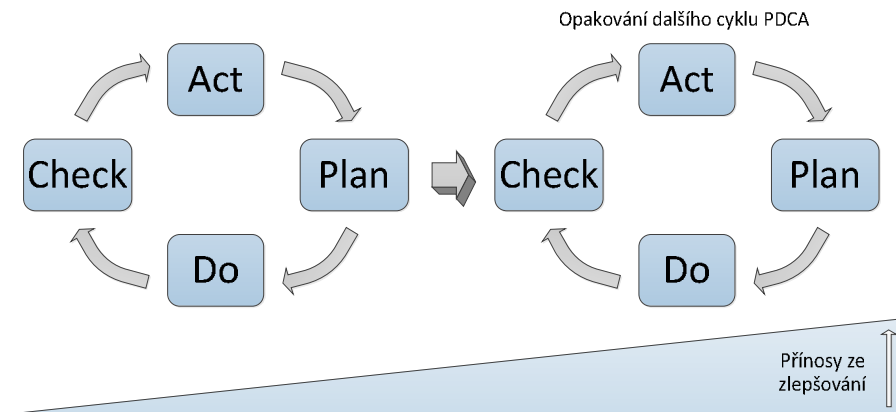 Opakování dalšího cyklu PDCA
Act
Check
Plan
Do
Act
Check
Plan
Do
Přínosy ze
zlepšování